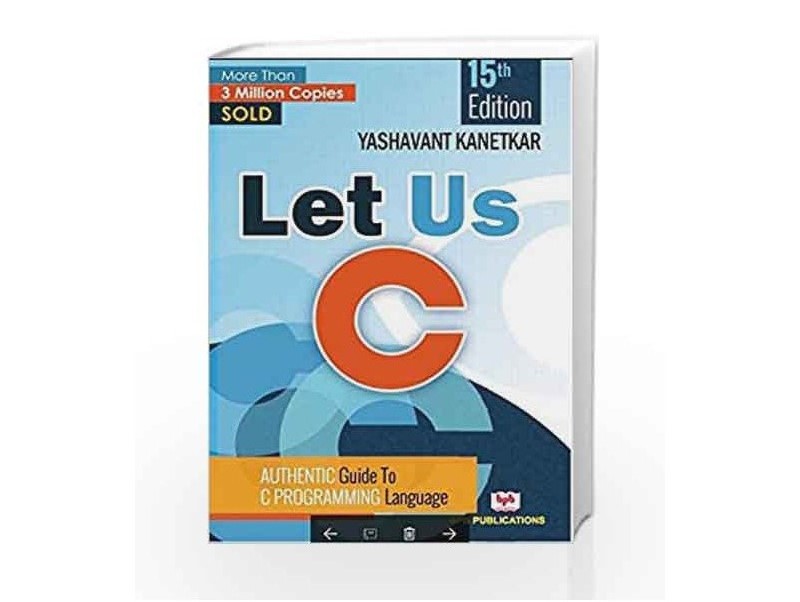 More Than
3 Million Copies
SOLD
15th
Edition
YASHAVANT KANETKAR
Let Us
C
AUTHENTIC Guide To
C PROGRAMMING Language
bpb
PUBLICATIONS